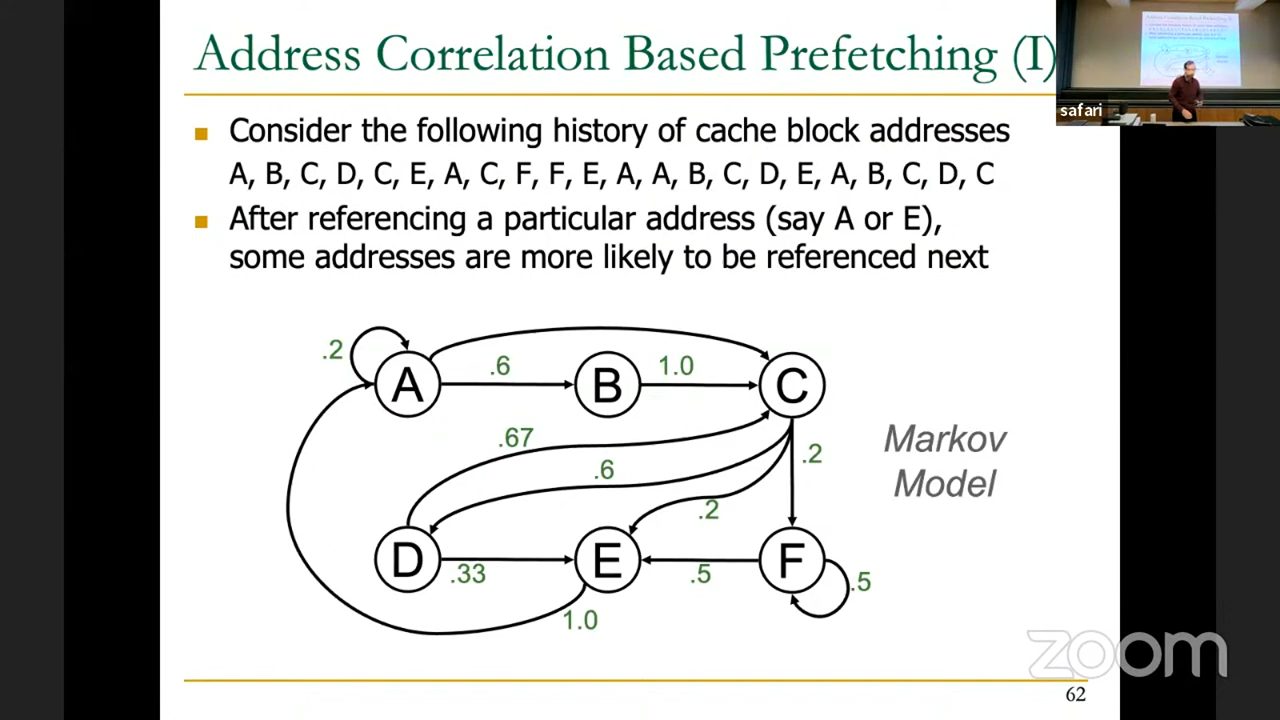 Address Correlation Based Prefetching (I)
safari
Consider the following history of cache block addresses
A, B, C, D, C, E, A, C, F, F, E, A, A, B, C, D, E, A, B, C, D, C
After referencing a particular address (say A or E),
some addresses are more likely to be referenced next
.2
A
.6
B
1.0
C
.67
.6
.2
.2
Markov
Model
D
.33
E
.5
F
.5
1.0
zoom
62